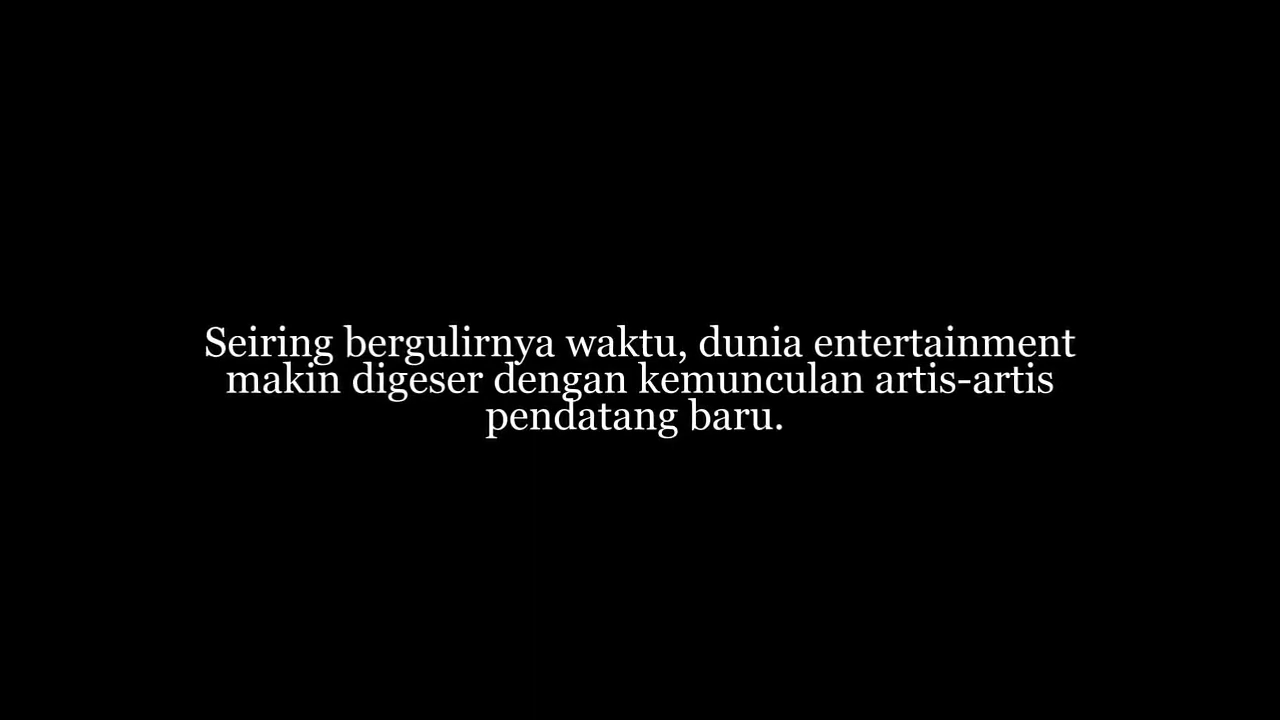 Seiring bergulirnya waktu, dunia entertainment
makin digeser dengan kemunculan artis-artis
pendatang baru.